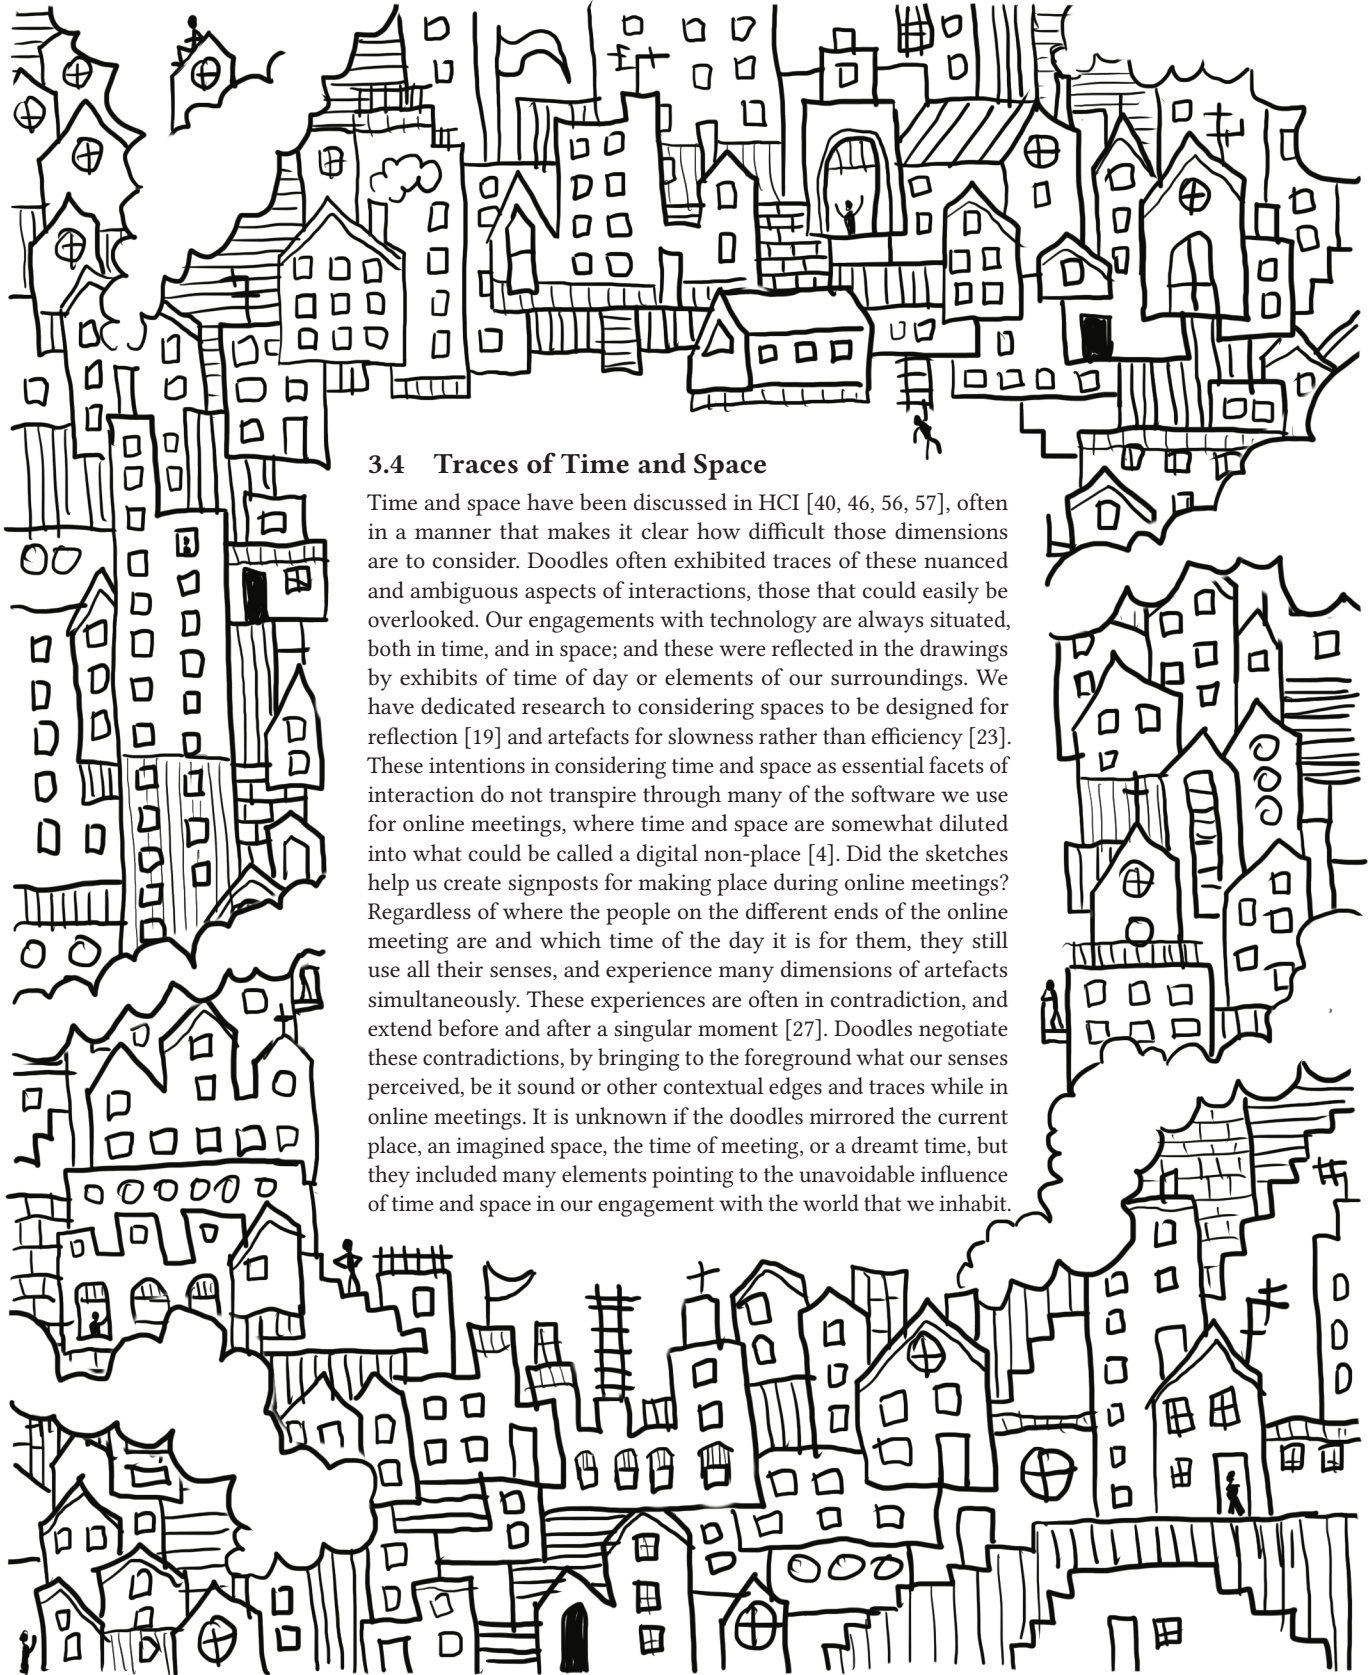 3.4 Traces of Time and Space
Time and space have been discussed in HCI [40, 46, 56, 57], often
in a manner that makes it clear how difficult those dimensions
are to consider. Doodles often exhibited traces of these nuanced
and ambiguous aspects of interactions, those that could easily be
overlooked. Our engagements with technology are always situated,
both in time, and in space; and these were reflected in the drawings
by exhibits of time of day or elements of our surroundings. We
have dedicated research to considering spaces to be designed for
reflection [19] and artefacts for slowness rather than efficiency [23].
These intentions in considering time and space as essential facets of
interaction do not transpire through many of the software we use
for online meetings, where time and space are somewhat diluted
into what could be called a digital non-place [4]. Did the sketches
help us create signposts for making place during online meetings?
Regardless of where the people on the different ends of the online
meeting are and which time of the day it is for them, they still
use all their senses, and experience many dimensions of artefacts
simultaneously. These experiences are often in contradiction, and
extend before and after a singular moment [27]. Doodles negotiate
these contradictions, by bringing to the foreground what our senses
perceived, be it sound or other contextual edges and traces while in
online meetings. It is unknown if the doodles mirrored the current
place, an imagined space, the time of meeting, or a dreamt time, but
they included many elements pointing to the unavoidable influence
of time and space in our engagement with the world that we inhabit.